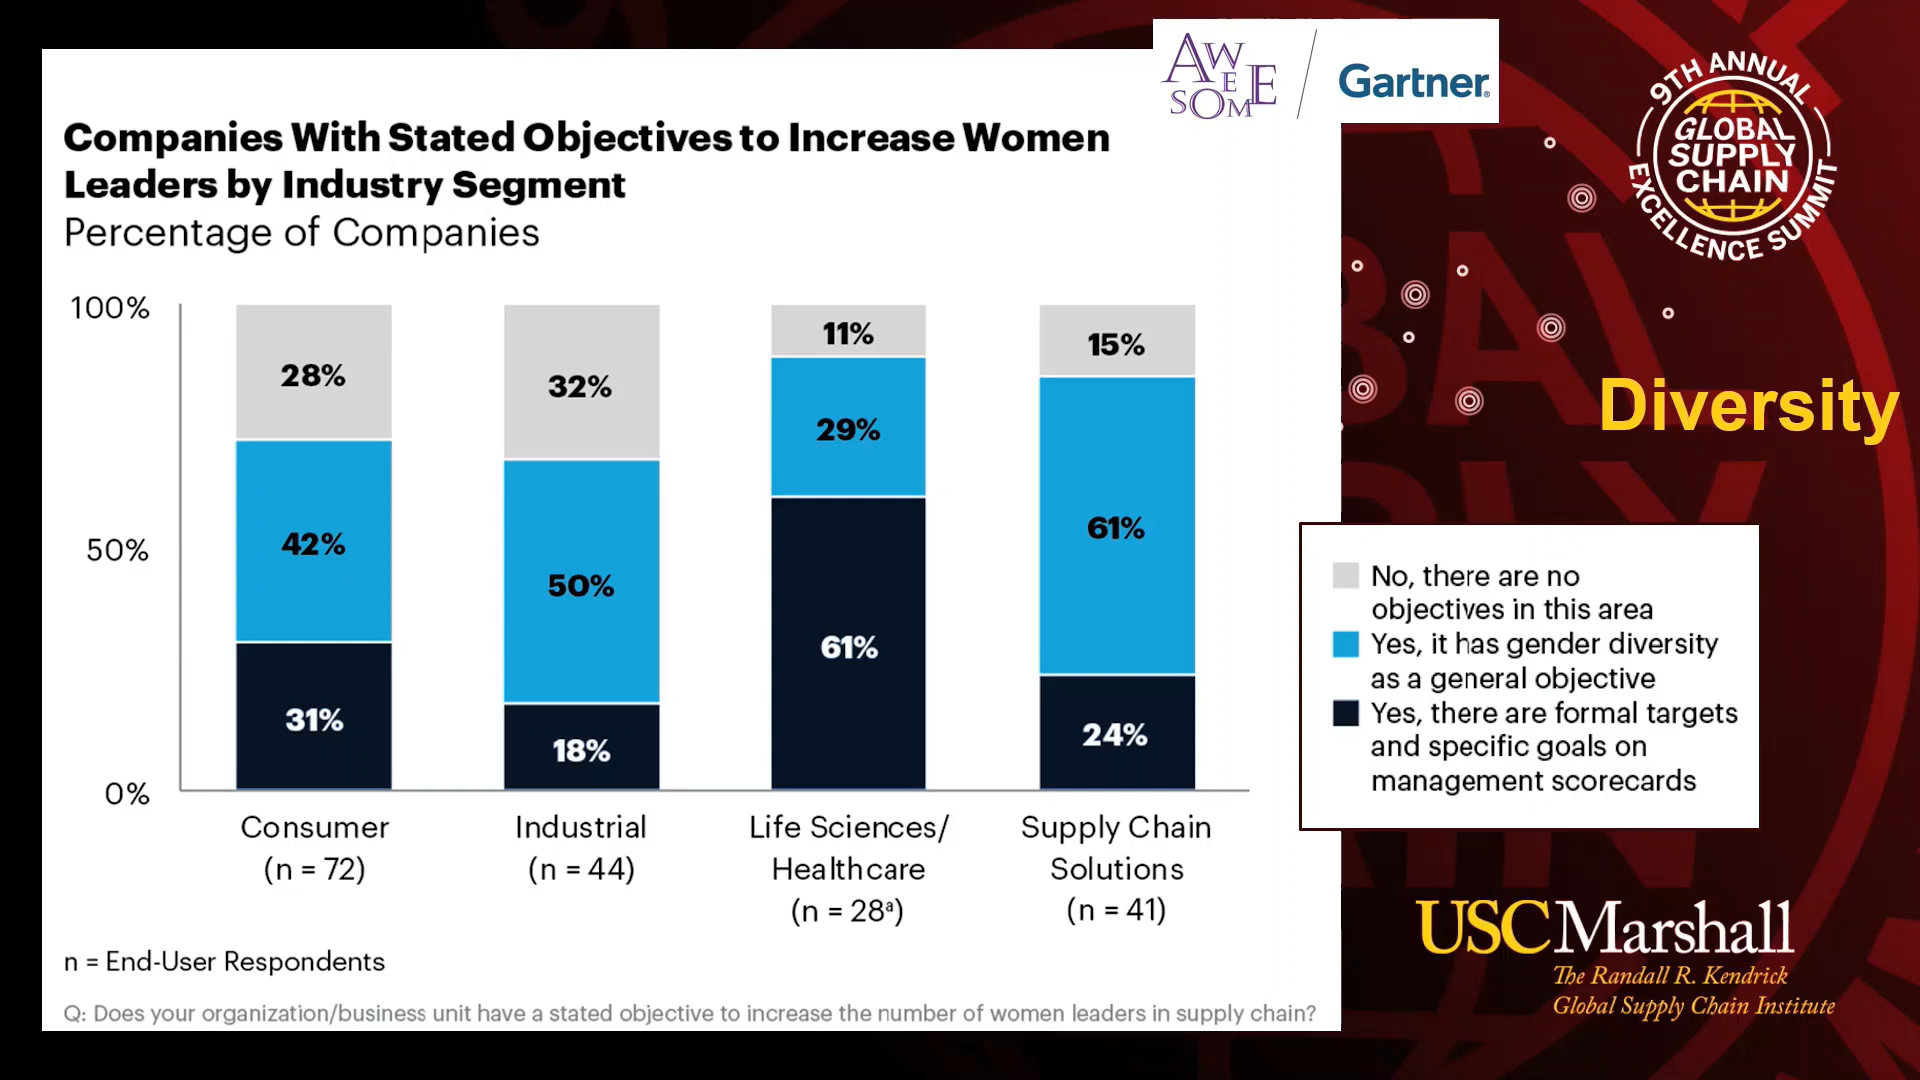 AWESOME
Gartner®
9TH ANNUAL
GLOBAL
SUPPLY
CHAIN
EXCELLENCE SUMMIT
Companies With Stated Objectives to Increase Women
Leaders by Industry Segment
Percentage of Companies
100%
50%
0%
28%
42%
31%
32%
50%
18%
11%
29%
61%
15%
61%
24%
Consumer
(n = 72)
Industrial
(n = 44)
Life Sciences/
Healthcare
(n = 28ª)
Supply Chain
Solutions
(n = 41)
n = End-User Respondents
Q: Does your organization/business unit have a stated objective to increase the number of women leaders in supply chain?
Diversity
No, there are no
objectives in this area
Yes, it has gender diversity
as a general objective
Yes, there are formal targets
and specific goals on
management scorecards
USC Marshall
The Randall R. Kendrick
Global Supply Chain Institute